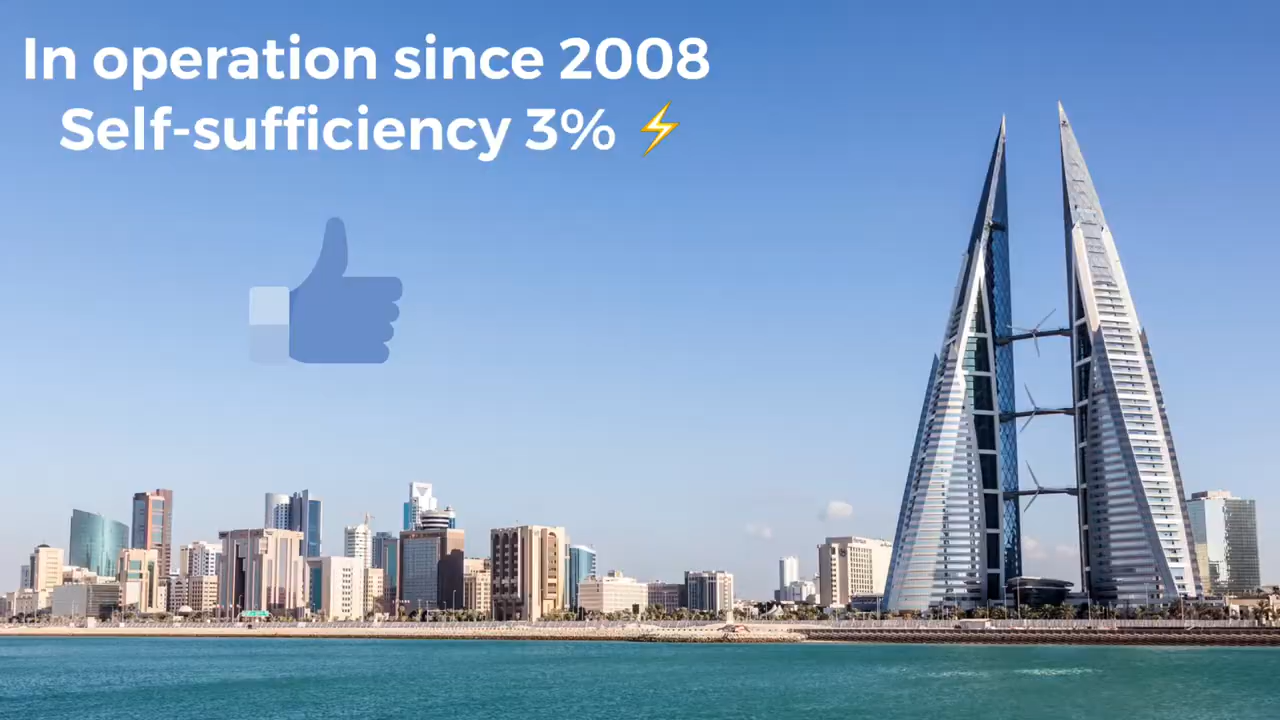 In operation since 2008
Self-sufficiency 3% ⚡